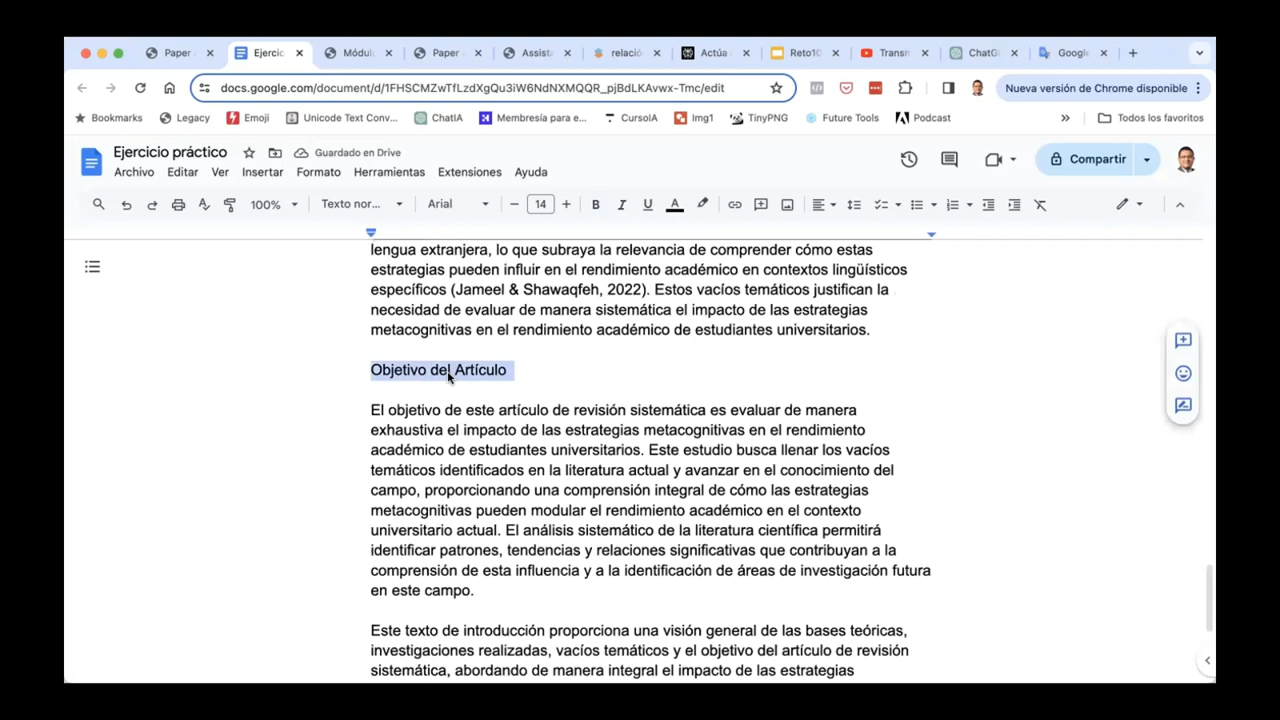 Paper
Ejercic
Módul
Paper
Assist
relació
Actúa
Reto10
Transn
ChatG
Google
docs.google.com/document/d/1FHSCMZwTfLzdXgQu3iW6NdNXMQQR_pjBdLKAvwx-Tmc/edit
Nueva versión de Chrome disponible
Bookmarks
Legacy
Emoji
Unicode Text Conv...
ChatIA
Membresía para e...
CursoIA
Img1
TinyPNG
Future Tools
Podcast
Todos los favoritos
Ejercicio práctico
Guardado en Drive
Archivo Editar Ver Insertar Formato Herramientas Extensiones Ayuda
Compartir
100% Texto nor... Arial 14 B I U A
lengua extranjera, lo que subraya la relevancia de comprender cómo estas
estrategias pueden influir en el rendimiento académico en contextos lingüísticos
específicos (Jameel & Shawaqfeh, 2022). Estos vacíos temáticos justifican la
necesidad de evaluar de manera sistemática el impacto de las estrategias
metacognitivas en el rendimiento académico de estudiantes universitarios.
Objetivo del Artículo
El objetivo de este artículo de revisión sistemática es evaluar de manera
exhaustiva el impacto de las estrategias metacognitivas en el rendimiento
académico de estudiantes universitarios. Este estudio busca llenar los vacíos
temáticos identificados en la literatura actual y avanzar en el conocimiento del
campo, proporcionando una comprensión integral de cómo las estrategias
metacognitivas pueden modular el rendimiento académico en el contexto
universitario actual. El análisis sistemático de la literatura científica permitirá
identificar patrones, tendencias y relaciones significativas que contribuyan a la
comprensión de esta influencia y a la identificación de áreas de investigación futura
en este campo.
Este texto de introducción proporciona una visión general de las bases teóricas,
investigaciones realizadas, vacíos temáticos y el objetivo del artículo de revisión
sistemática, abordando de manera integral el impacto de las estrategias